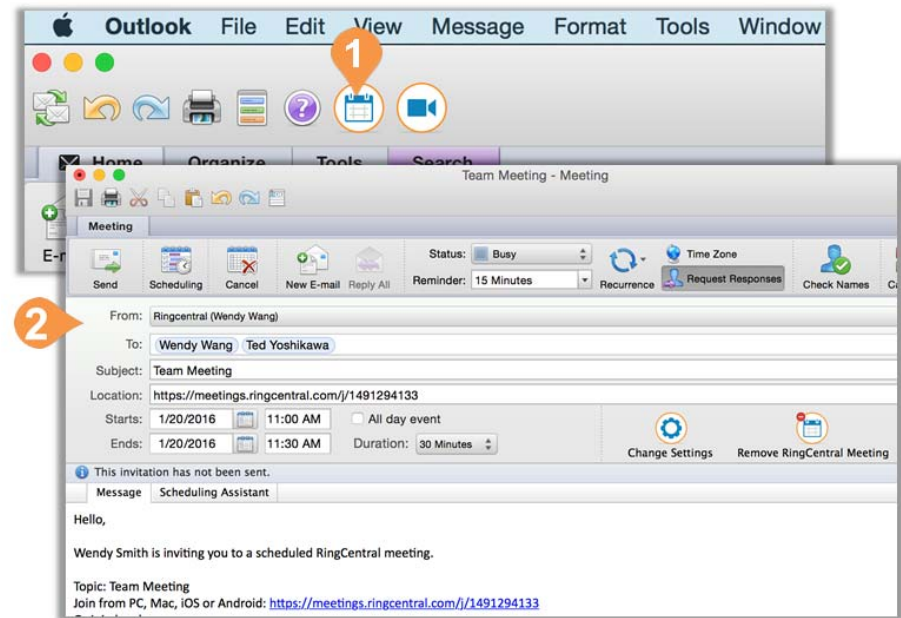 Outlook File Edit View Message Format Tools Window
1
Home Organize Tools Search
Team Meeting - Meeting
Meeting
Send Scheduling Cancel New E-mail Reply All
Status: Busy
Reminder: 15 Minutes
Recurrence
Time Zone
Request Responses
Check Names
2
From: Ringcentral (Wendy Wang)
To: Wendy Wang Ted Yoshikawa
Subject: Team Meeting
Location: https://meetings.ringcentral.com/j/1491294133
Starts: 1/20/2016 11:00 AM All day event
Ends: 1/20/2016 11:30 AM Duration: 30 Minutes
Change Settings Remove RingCentral Meeting
This invitation has not been sent.
Message Scheduling Assistant
Hello,
Wendy Smith is inviting you to a scheduled RingCentral meeting.
Topic: Team Meeting
Join from PC, Mac, iOS or Android: https://meetings.ringcentral.com/j/1491294133